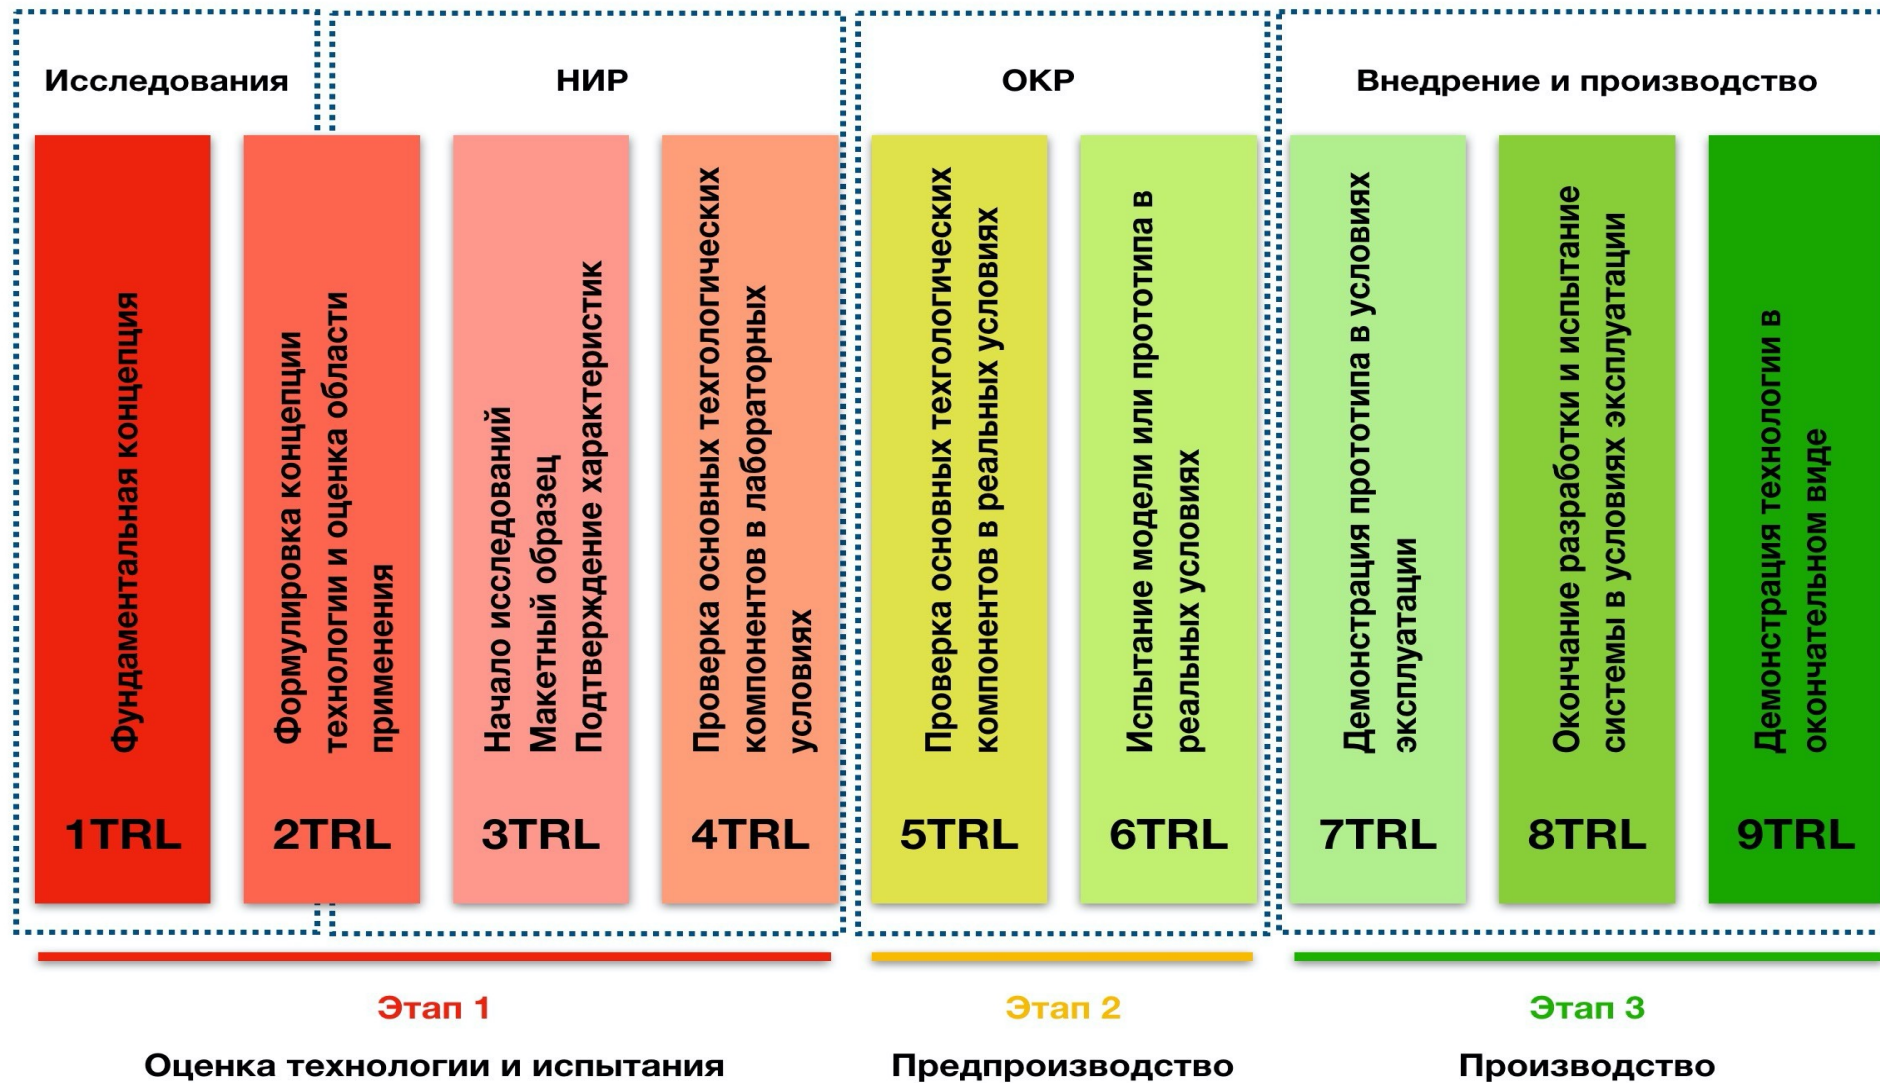 Исследования
НИР
ОКР
Внедрение и производство
Фундаментальная концепция
1TRL
Формулировка концепции
технологии и оценка области
применения
2TRL
Начало исследований
Макетный образец
Подтверждение характеристик
3TRL
Проверка основных техгологических
компонентов в лабораторных
условиях
4TRL
Проверка основных техгологических
компонентов в реальных условиях
5TRL
Испытание модели или прототипа в
реальных условиях
6TRL
Демонстрация прототипа в условиях
эксплуатации
7TRL
Окончание разработки и испытание
системы в условиях эксплуатации
8TRL
Демонстрация технологии в
окончательном виде
9TRL
Этап 1
Оценка технологии и испытания
Этап 2
Предпроизводство
Этап 3
Производство